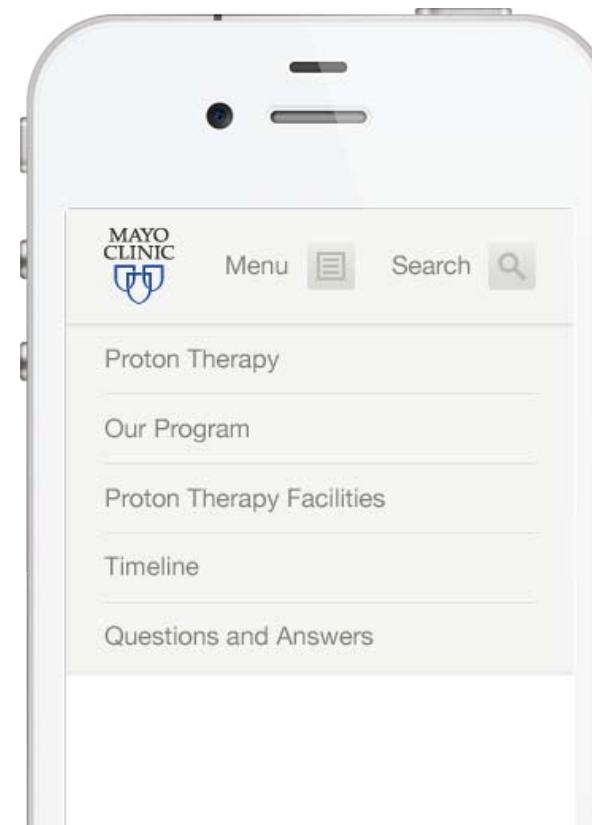 MAYO
CLINIC
Menu
Search
Proton Therapy
Our Program
Proton Therapy Facilities
Timeline
Questions and Answers